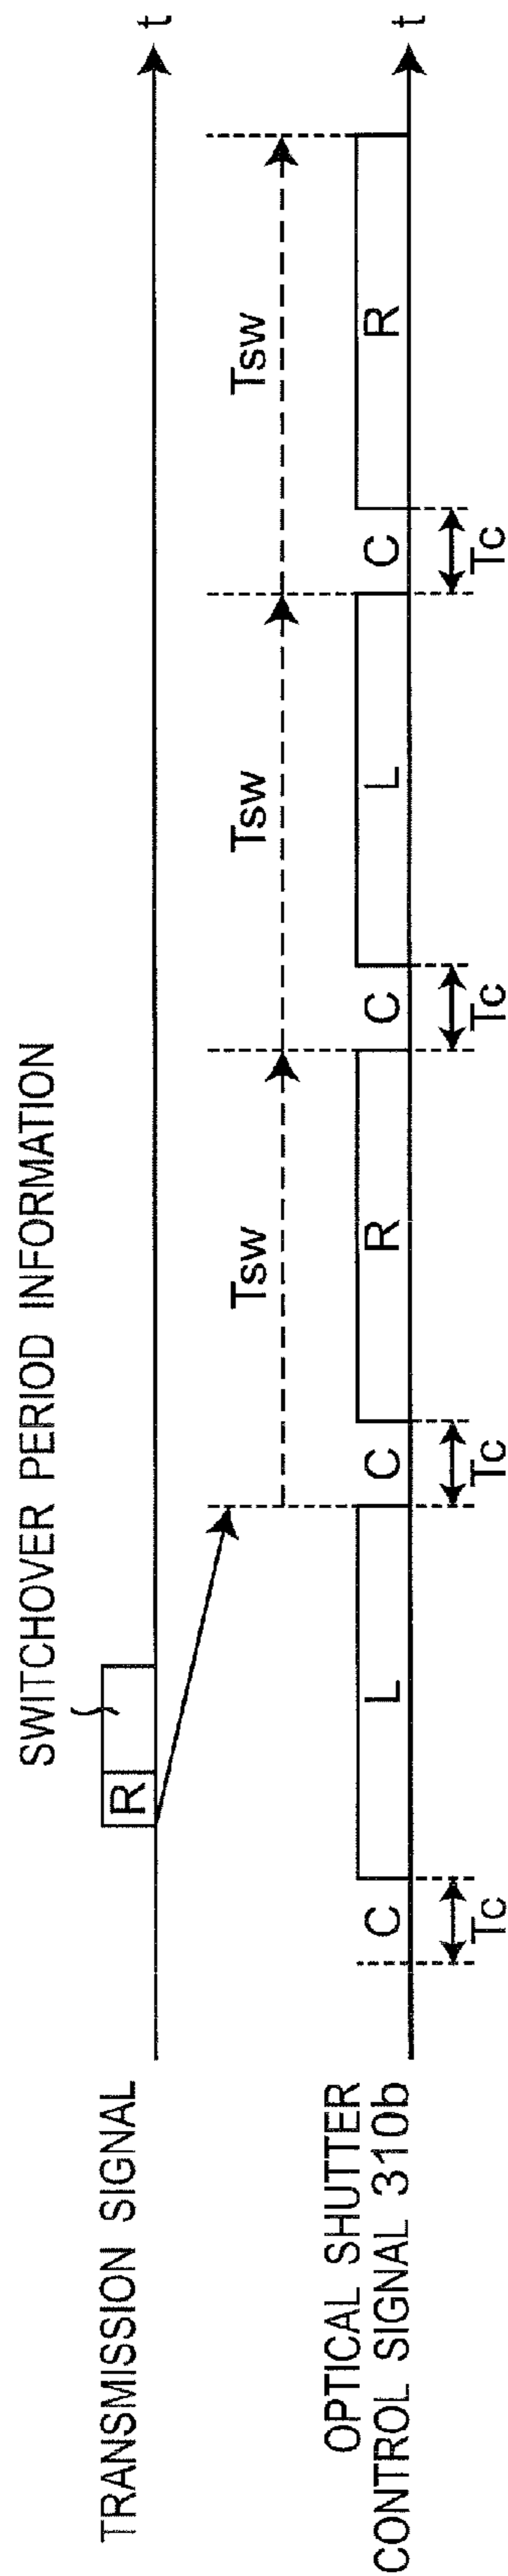 SWITCHOVER PERIOD INFORMATION
TRANSMISSION SIGNAL
R
t
Tsw
Tsw
Tsw
OPTICAL SHUTTER
CONTROL SIGNAL 310b
C
L
C
R
C
L
C
R
t
Tc
Tc
Tc
Tc